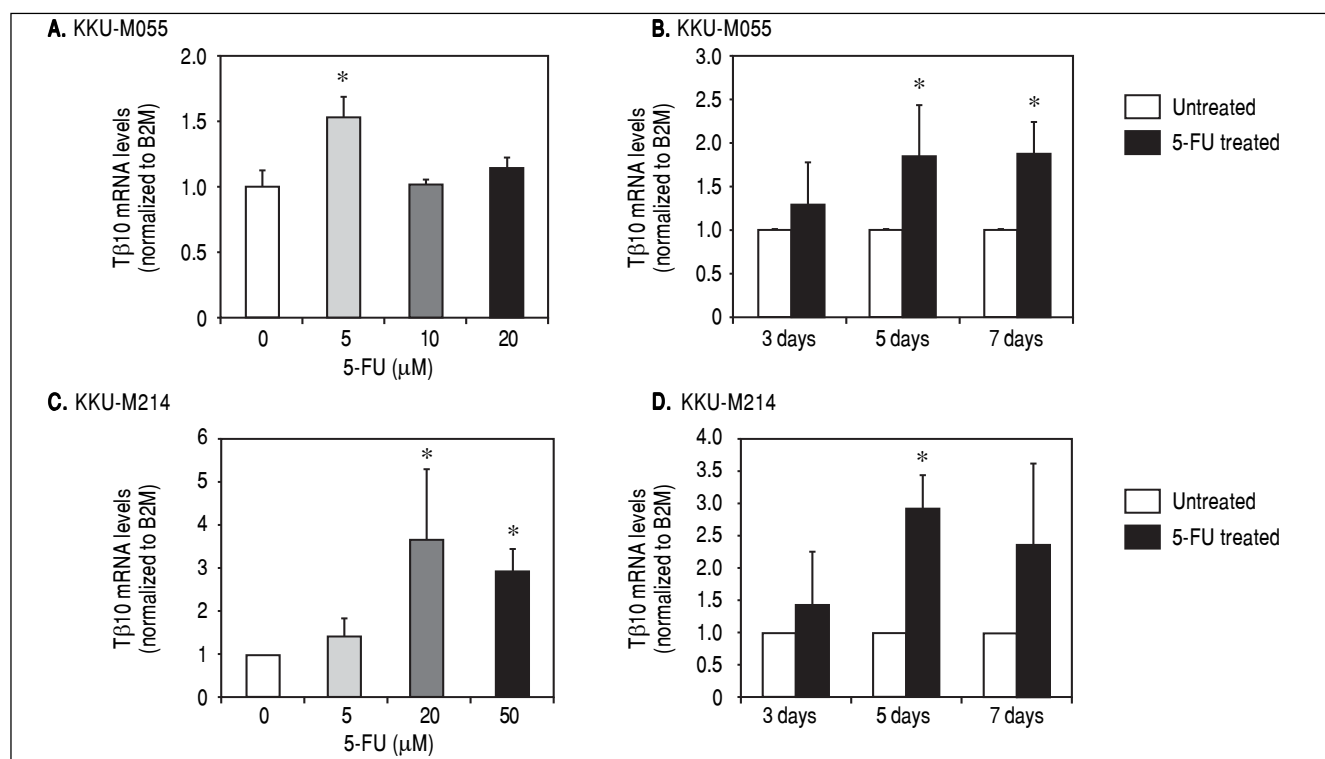 A. KKU-M055
Tβ10 mRNA levels
(normalized to B2M)
2.0
1.5
1.0
0.5
0
*
0 5 10 20
5-FU (μM)
B. KKU-M055
Tβ10 mRNA levels
(normalized to B2M)
3.0
2.5
2.0
1.5
1.0
0.5
0
* *
3 days 5 days 7 days
Untreated
5-FU treated
C. KKU-M214
Tβ10 mRNA levels
(normalized to B2M)
6
5
4
3
2
1
0
* *
0 5 20 50
5-FU (μM)
D. KKU-M214
Tβ10 mRNA levels
(normalized to B2M)
4.0
3.5
3.0
2.5
2.0
1.5
1.0
0.5
0
*
3 days 5 days 7 days
Untreated
5-FU treated